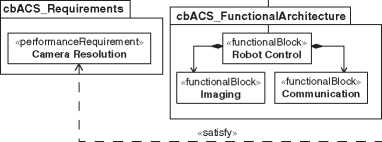 cbACS_Requirements
«performanceRequirement»
Camera Resolution
cbACS_FunctionalArchitecture
«functionalBlock»
Robot Control
«functionalBlock»
Imaging
«functionalBlock»
Communication
«satisfy»